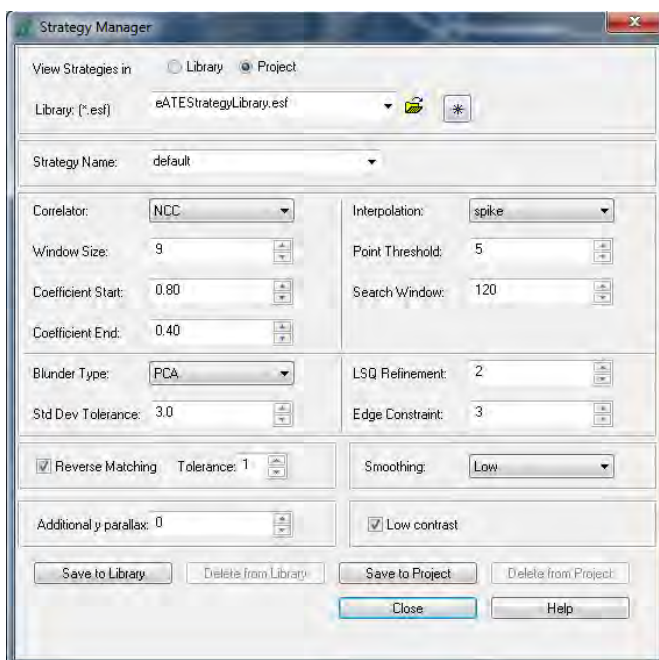 Strategy Manager
View Strategies in Library Project
Library: (*.esf) eATEStrategyLibrary.esf
Strategy Name: default
Correlator: NCC Interpolation: spike
Window Size: 9 Point Threshold: 5
Coefficient Start: 0.80 Search Window: 120
Coefficient End: 0.40
Blunder Type: PCA LSQ Refinement: 2
Std Dev Tolerance: 3.0 Edge Constraint: 3
Reverse Matching Tolerance: 1 Smoothing: Low
Additional y parallax: 0 Low contrast
Save to Library Delete from Library Save to Project Delete from Project
Close Help